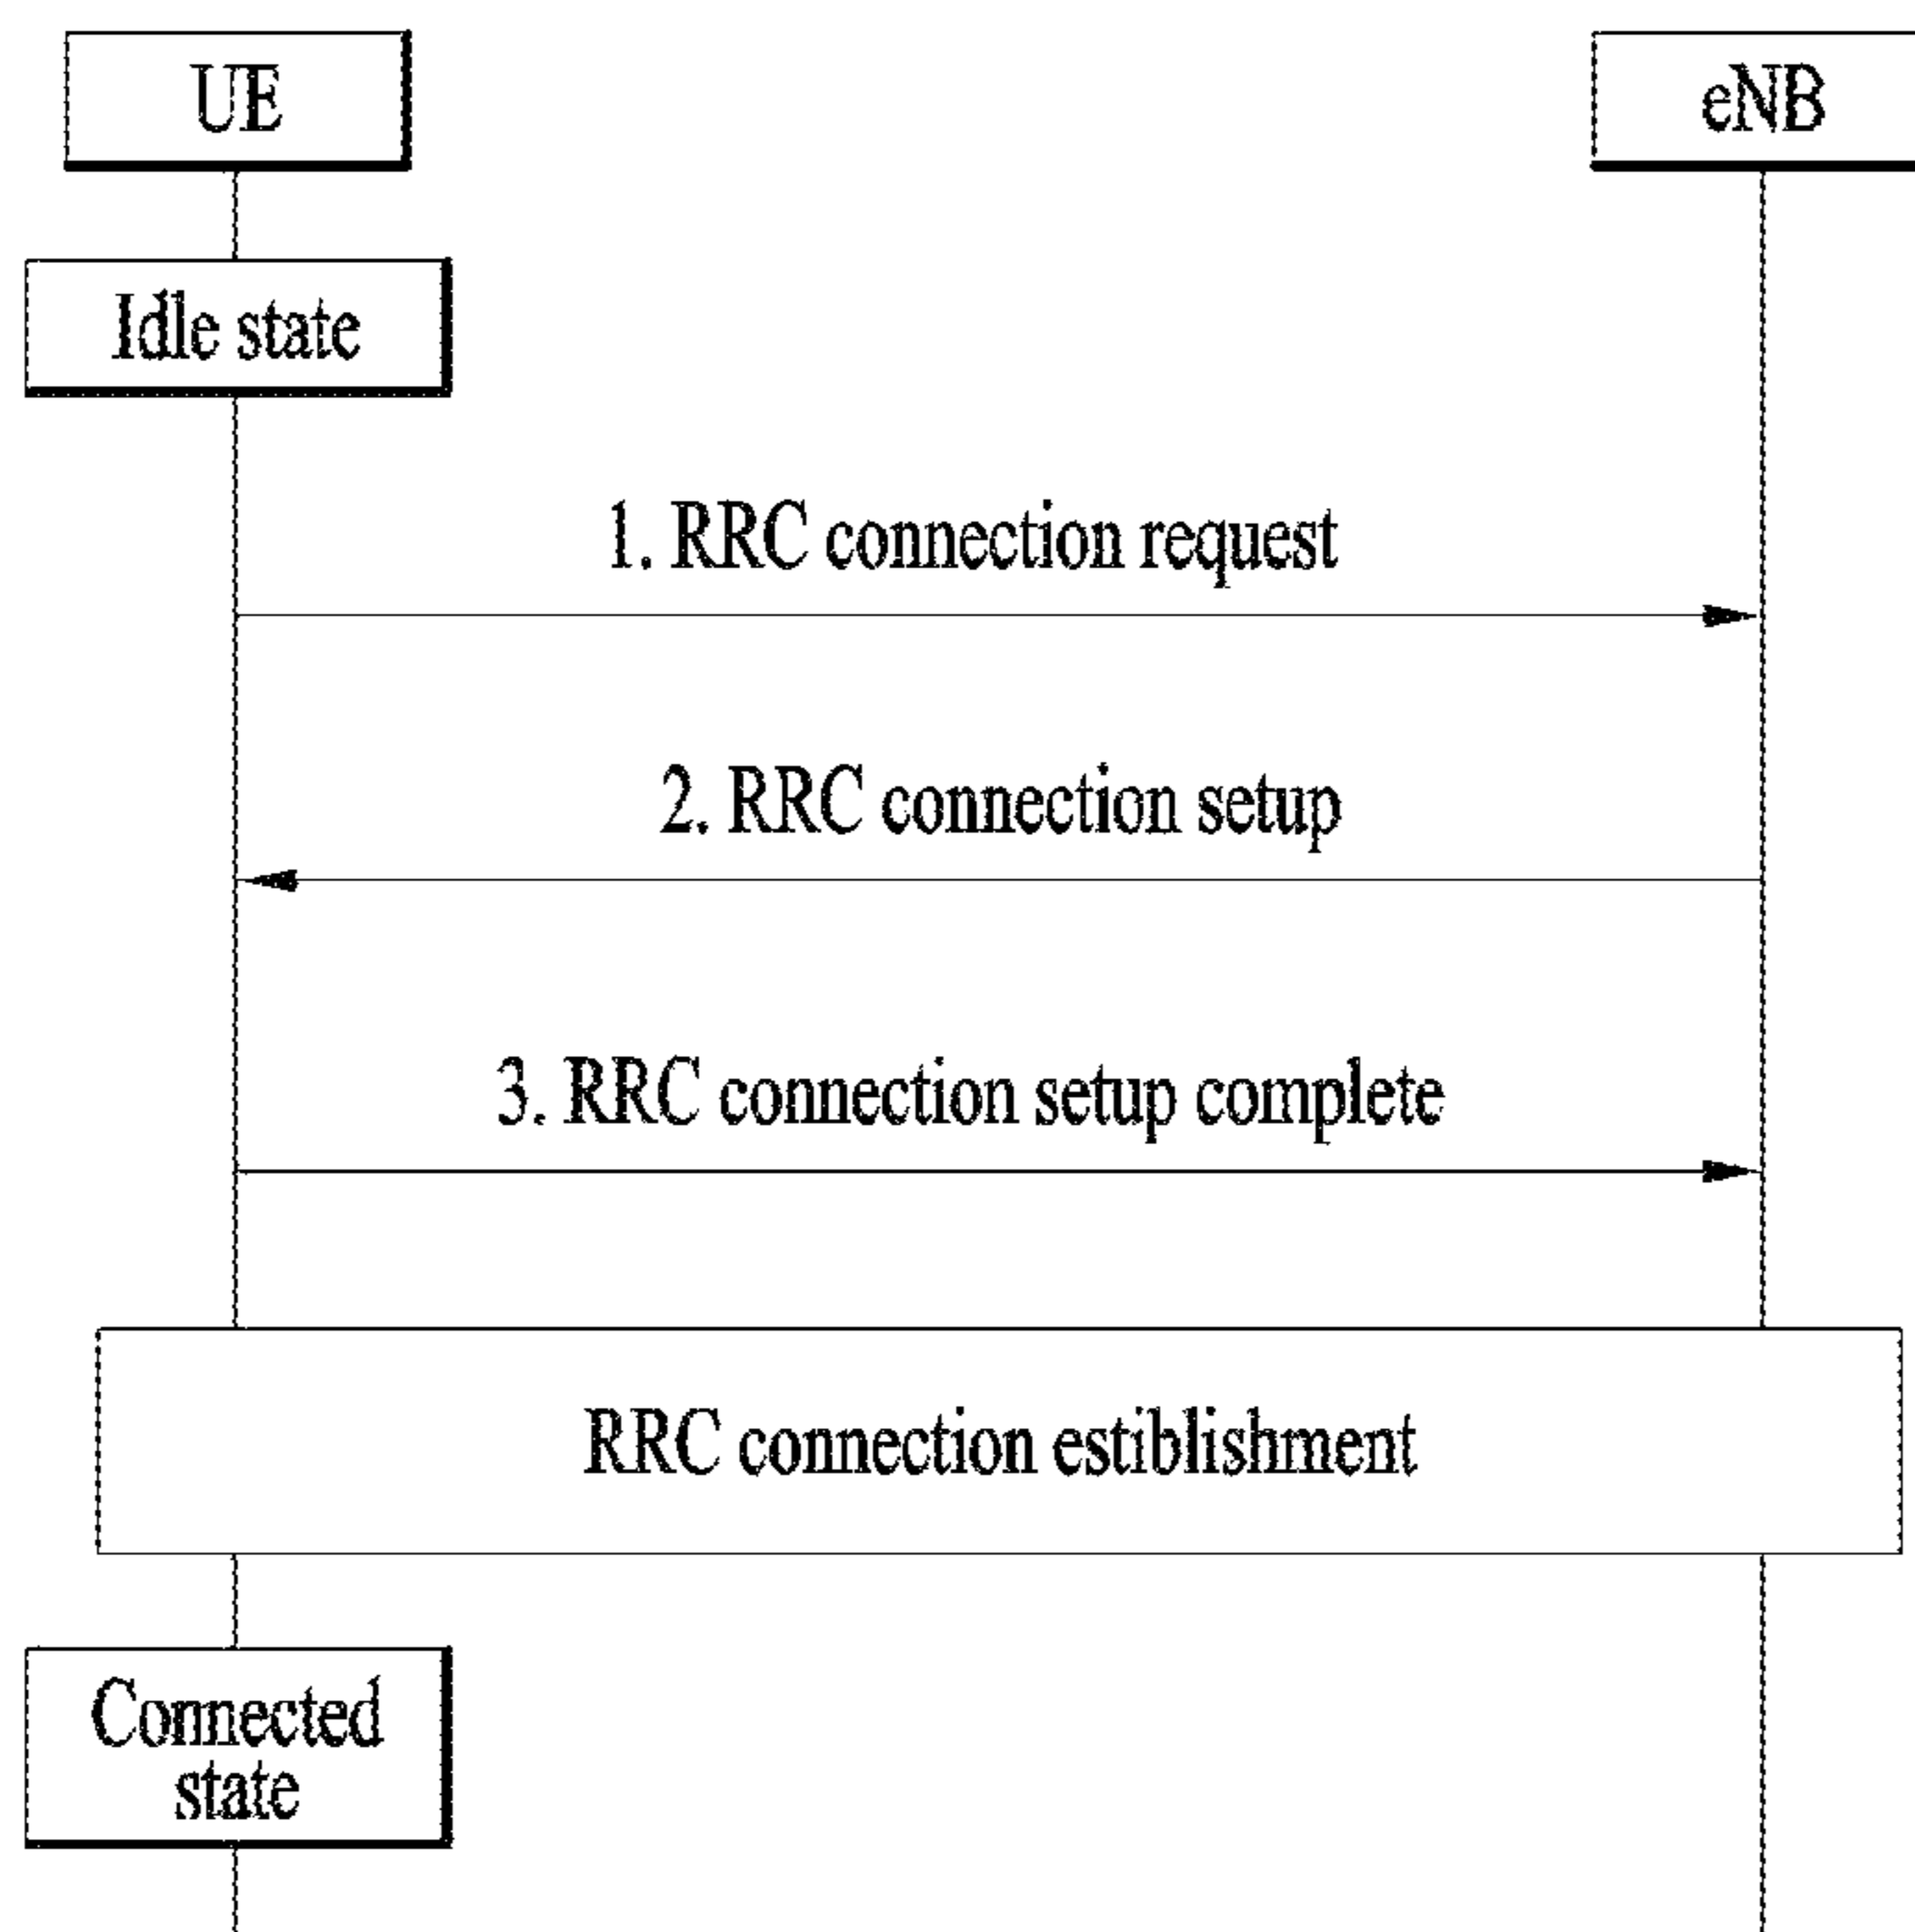 UE
eNB
Idle state
1. RRC connection request
2. RRC connection setup
3. RRC connection setup complete
RRC connection estiblishment
Connected
state